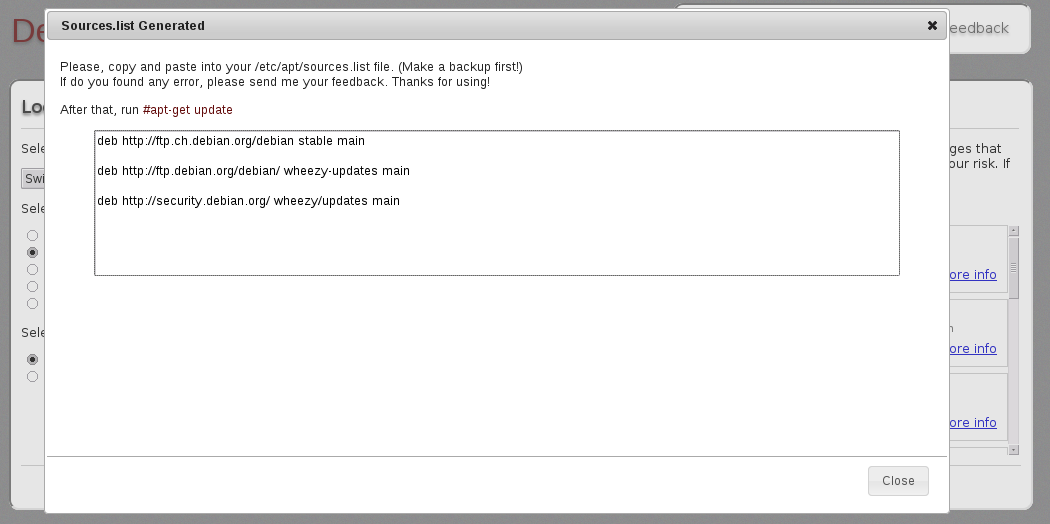 De
eedback
Sources.list Generated
Please, copy and paste into your /etc/apt/sources.list file. (Make a backup first!)
If do you found any error, please send me your feedback. Thanks for using!
After that, run #apt-get update
deb http://ftp.ch.debian.org/debian stable main
deb http://ftp.debian.org/debian/ wheezy-updates main
deb http://security.debian.org/ wheezy/updates main
Close
Loc
Sele
Swi
Sele
Sele
ges that
our risk. If
ore info
n
ore info
ore info